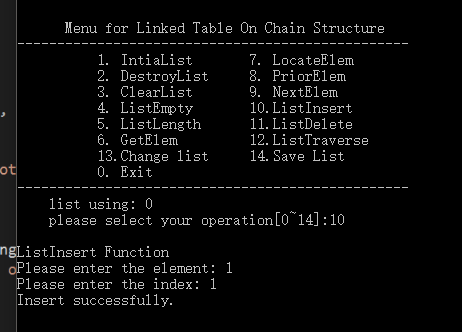 Menu for Linked Table On Chain Structure
-------------------------------------------------
1. IntiaList 7. LocateElem
2. DestroyList 8. PriorElem
3. ClearList 9. NextElem
4. ListEmpty 10.ListInsert
5. ListLength 11.ListDelete
6. GetElem 12.ListTraverse
13.Change list 14.Save List
0. Exit
-------------------------------------------------
list using: 0
please select your operation[0~14]:10
ListInsert Function
Please enter the element: 1
Please enter the index: 1
Insert successfully.